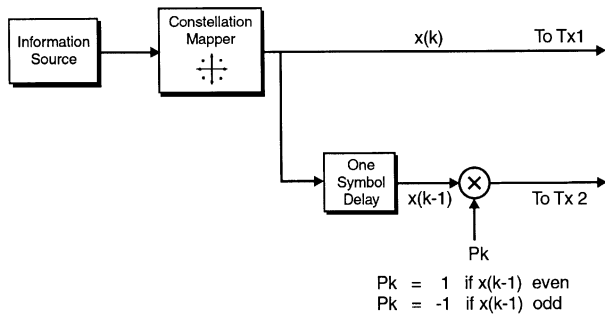 Information
Source
Constellation
Mapper
x(k)
To Tx1
One
Symbol
Delay
x(k-1)
To Tx 2
Pk
Pk = 1 if x(k-1) even
Pk = -1 if x(k-1) odd